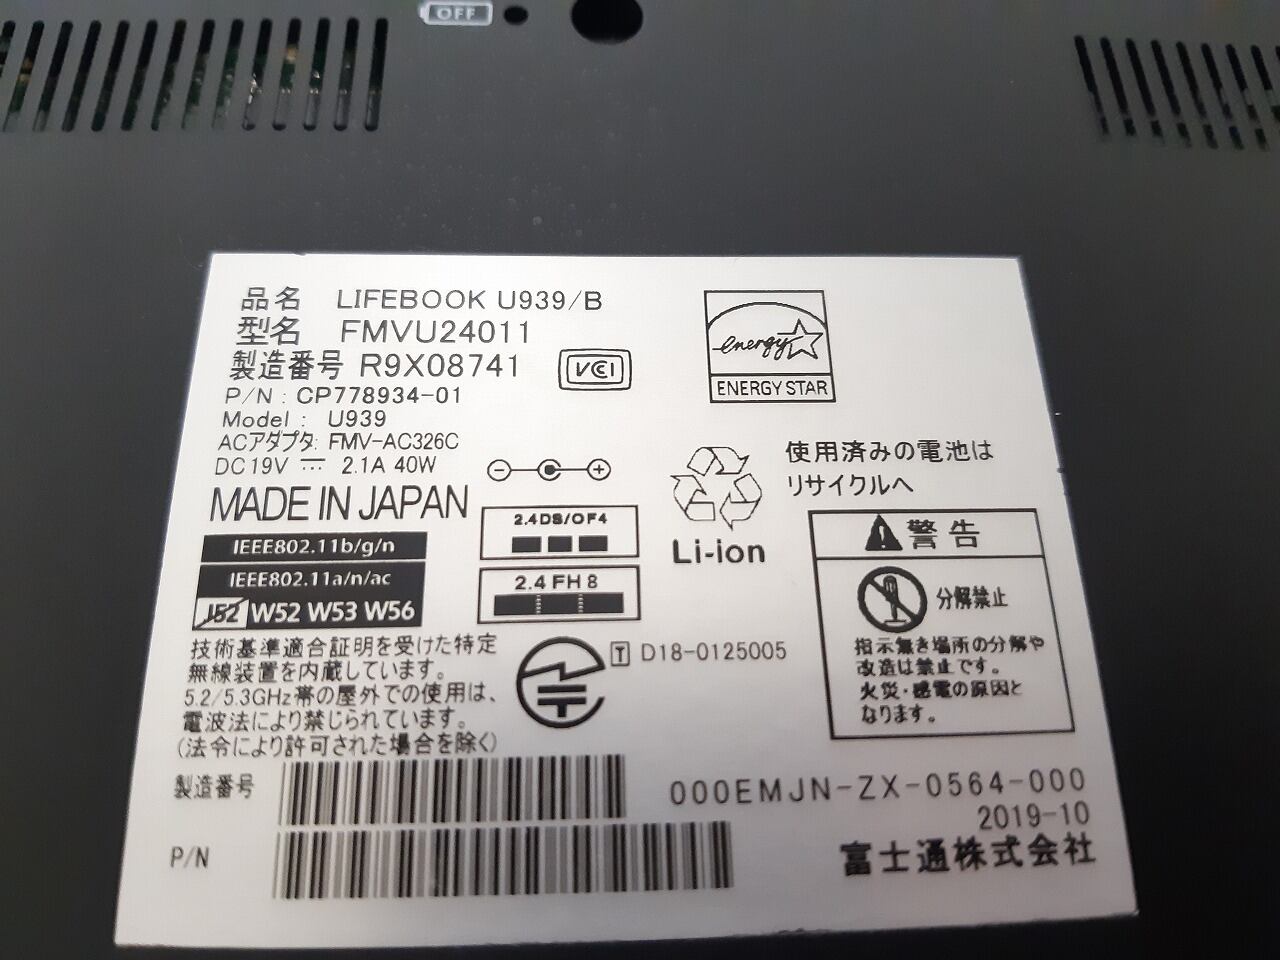 OFF
品名 LIFEBOOK U939/B
型名 FMVU24011
製造番号 R9X08741
VCI
P/N : CP778934-01
Model : U939
ACアダプタ: FMV-AC326C
DC19V 2.1A 40W
MADE IN JAPAN
energy
ENERGY STAR
使用済みの電池は
リサイクルへ
Li-ion
IEEE802.11b/g/n
IEEE802.11a/n/ac
J52 W52 W53 W56
2.4DS/OF4
2.4 FH 8
警告
分解禁止
指示無き場所の分解や
改造は禁止です。
火災・感電の原因と
なります。
技術基準適合証明を受けた特定
無線装置を内蔵しています。
5.2/5.3GHz帯の屋外での使用は、
電波法により禁じられています。
(法令により許可された場合を除く)
T D18-0125005
製造番号
P/N
000EMJN-ZX-0564-000
2019-10
富士通株式会社